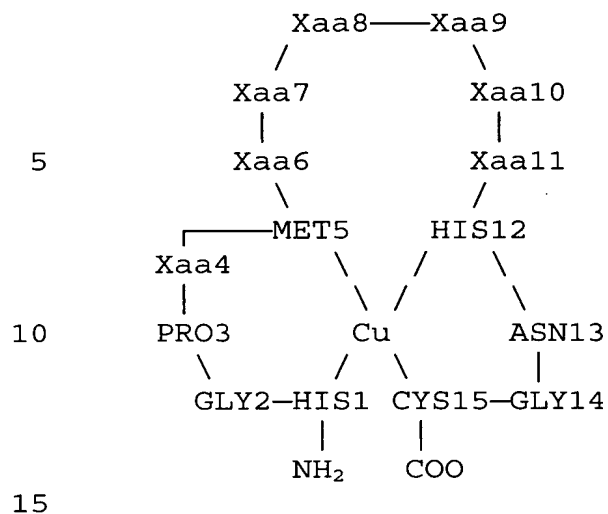 Xaa8 Xaa9
Xaa7 Xaa10
5 Xaa6 Xaa11
MET5 HIS12
Xaa4
10 PRO3 Cu ASN13
GLY2-HIS1 CYS15-GLY14
NH₂ COO
15